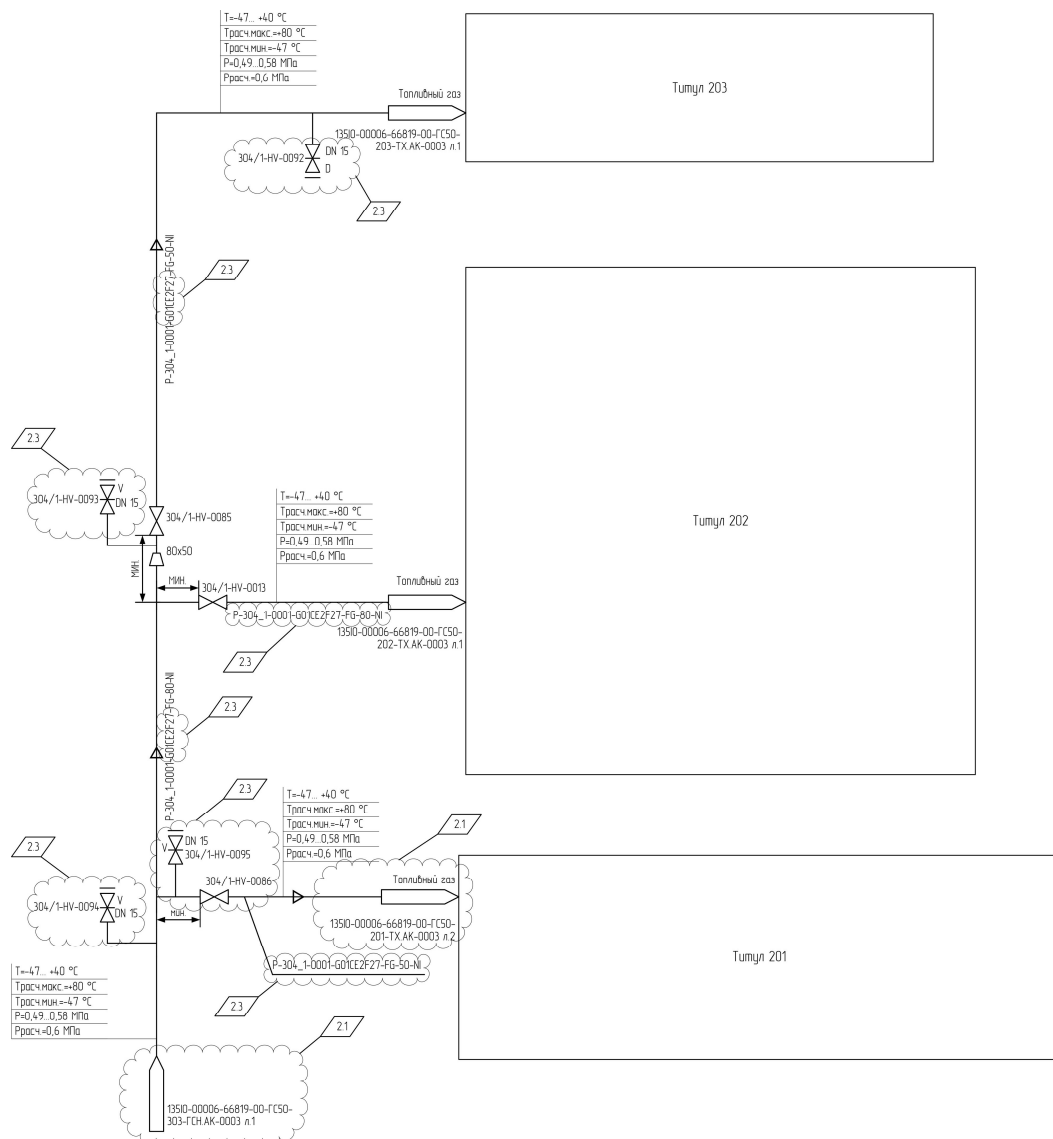 T=-47... +40 °C
Tрасч.макс.=+80 °C
Tрасч.мин.=-47 °C
P=0,49...0,58 МПа
Pрасч.=0,6 МПа
Топливный газ
13510-00006-66819-00-ГС50-
203-ТХ.АК-0003 л.1
Титул 203
304/1-HV-0092
DN 15
D
2.3
P-304_1-0001-G01CE2F27-FG-50-NI
2.3
2.3
304/1-HV-0093
V
DN 15
304/1-HV-0085
80x50
МИН.
МИН.
304/1-HV-0013
T=-47... +40 °C
Tрасч.макс.=+80 °C
Tрасч.мин.=-47 °C
P=0,49...0,58 МПа
Pрасч.=0,6 МПа
Топливный газ
P-304_1-0001-G01CE2F27-FG-80-NI
13510-00006-66819-00-ГС50-
202-ТХ.АК-0003 л.1
Титул 202
2.3
P-304_1-0001-G01CE2F27-FG-80-NI
2.3
2.3
DN 15
V
304/1-HV-0095
304/1-HV-0086
T=-47... +40 °C
Tрасч.макс.=+80 °C
Tрасч.мин.=-47 °C
P=0,49...0,58 МПа
Pрасч.=0,6 МПа
2.1
Топливный газ
13510-00006-66819-00-ГС50-
201-ТХ.АК-0003 л.2
Титул 201
2.3
304/1-HV-0094
V
DN 15
мин.
P-304_1-0001-G01CE2F27-FG-50-NI
2.3
T=-47... +40 °C
Tрасч.макс.=+80 °C
Tрасч.мин.=-47 °C
P=0,49...0,58 МПа
Pрасч.=0,6 МПа
2.1
13510-00006-66819-00-ГС50-
303-ГСН.АК-0003 л.1